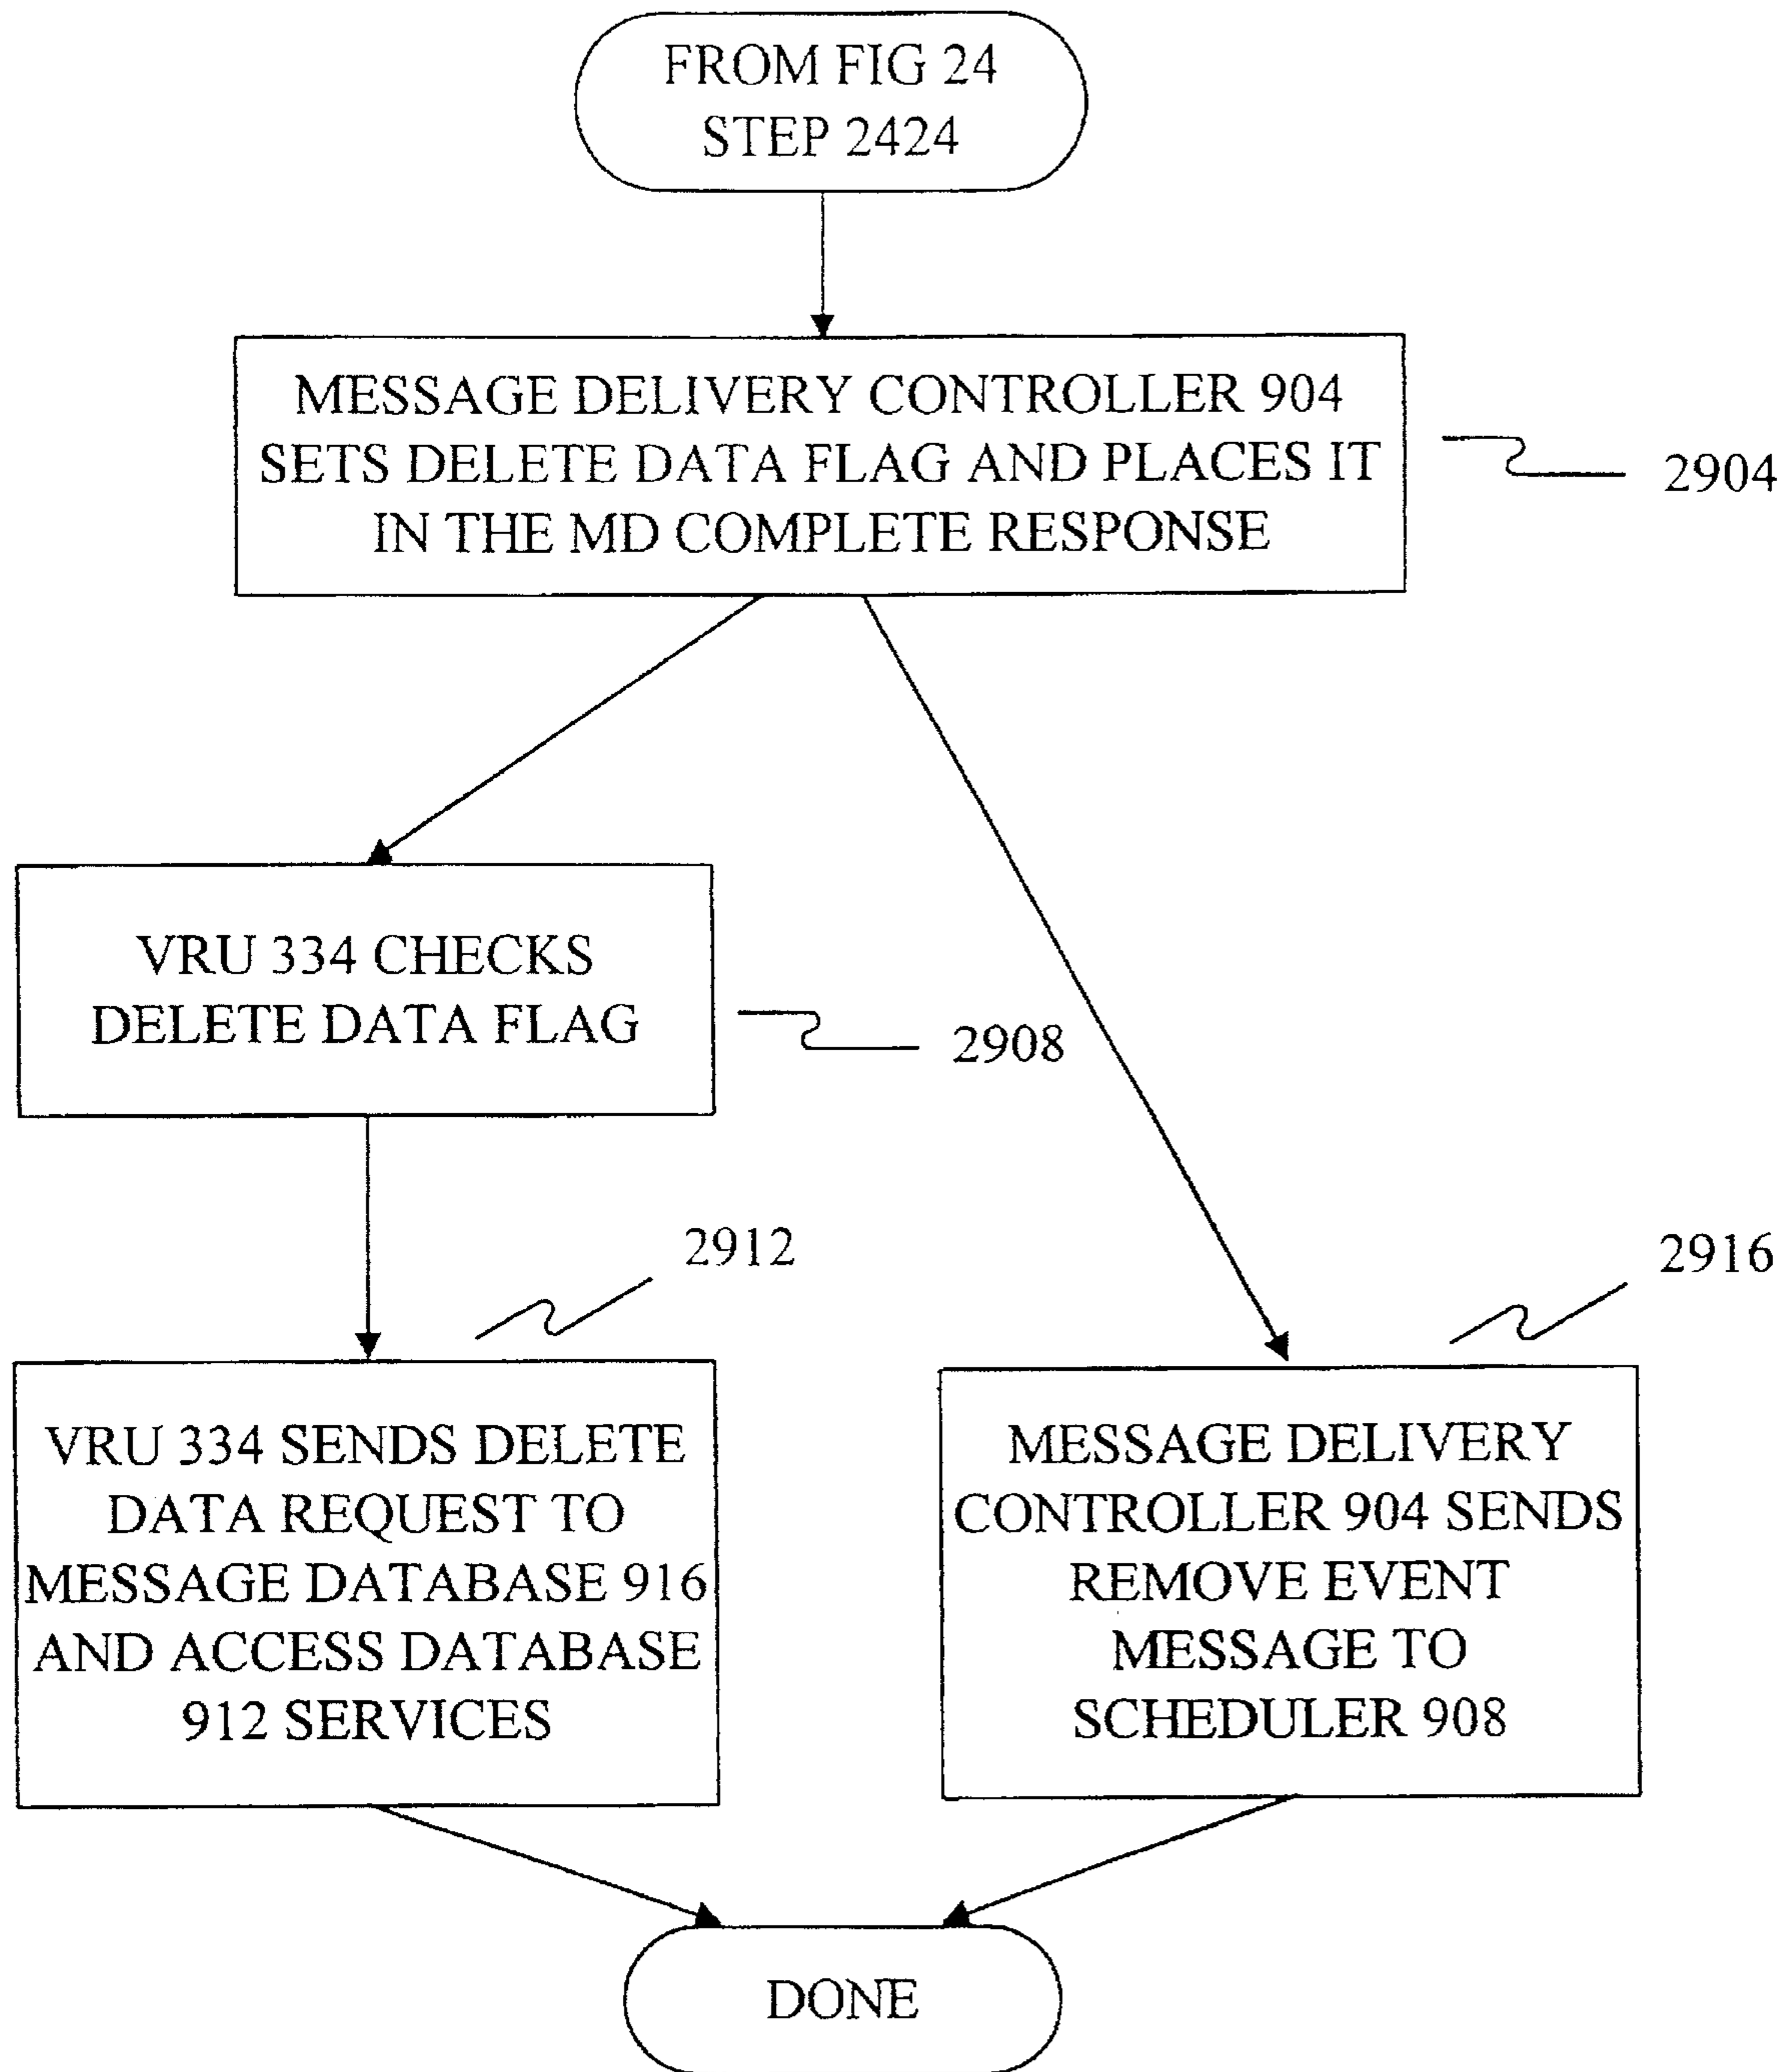 FROM FIG 24
STEP 2424
MESSAGE DELIVERY CONTROLLER 904
SETS DELETE DATA FLAG AND PLACES IT
IN THE MD COMPLETE RESPONSE
2904
VRU 334 CHECKS
DELETE DATA FLAG
2908
2912
2916
VRU 334 SENDS DELETE
DATA REQUEST TO
MESSAGE DATABASE 916
AND ACCESS DATABASE
912 SERVICES
MESSAGE DELIVERY
CONTROLLER 904 SENDS
REMOVE EVENT
MESSAGE TO
SCHEDULER 908
DONE